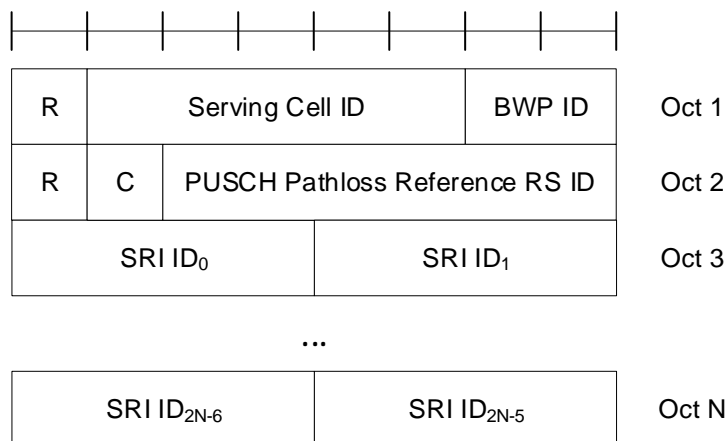 R Serving Cell ID BWP ID Oct 1
R C PUSCH Pathloss Reference RS ID Oct 2
SRI ID₀ SRI ID₁ Oct 3
...
SRI ID₂N-₆ SRI ID₂N-₅ Oct N